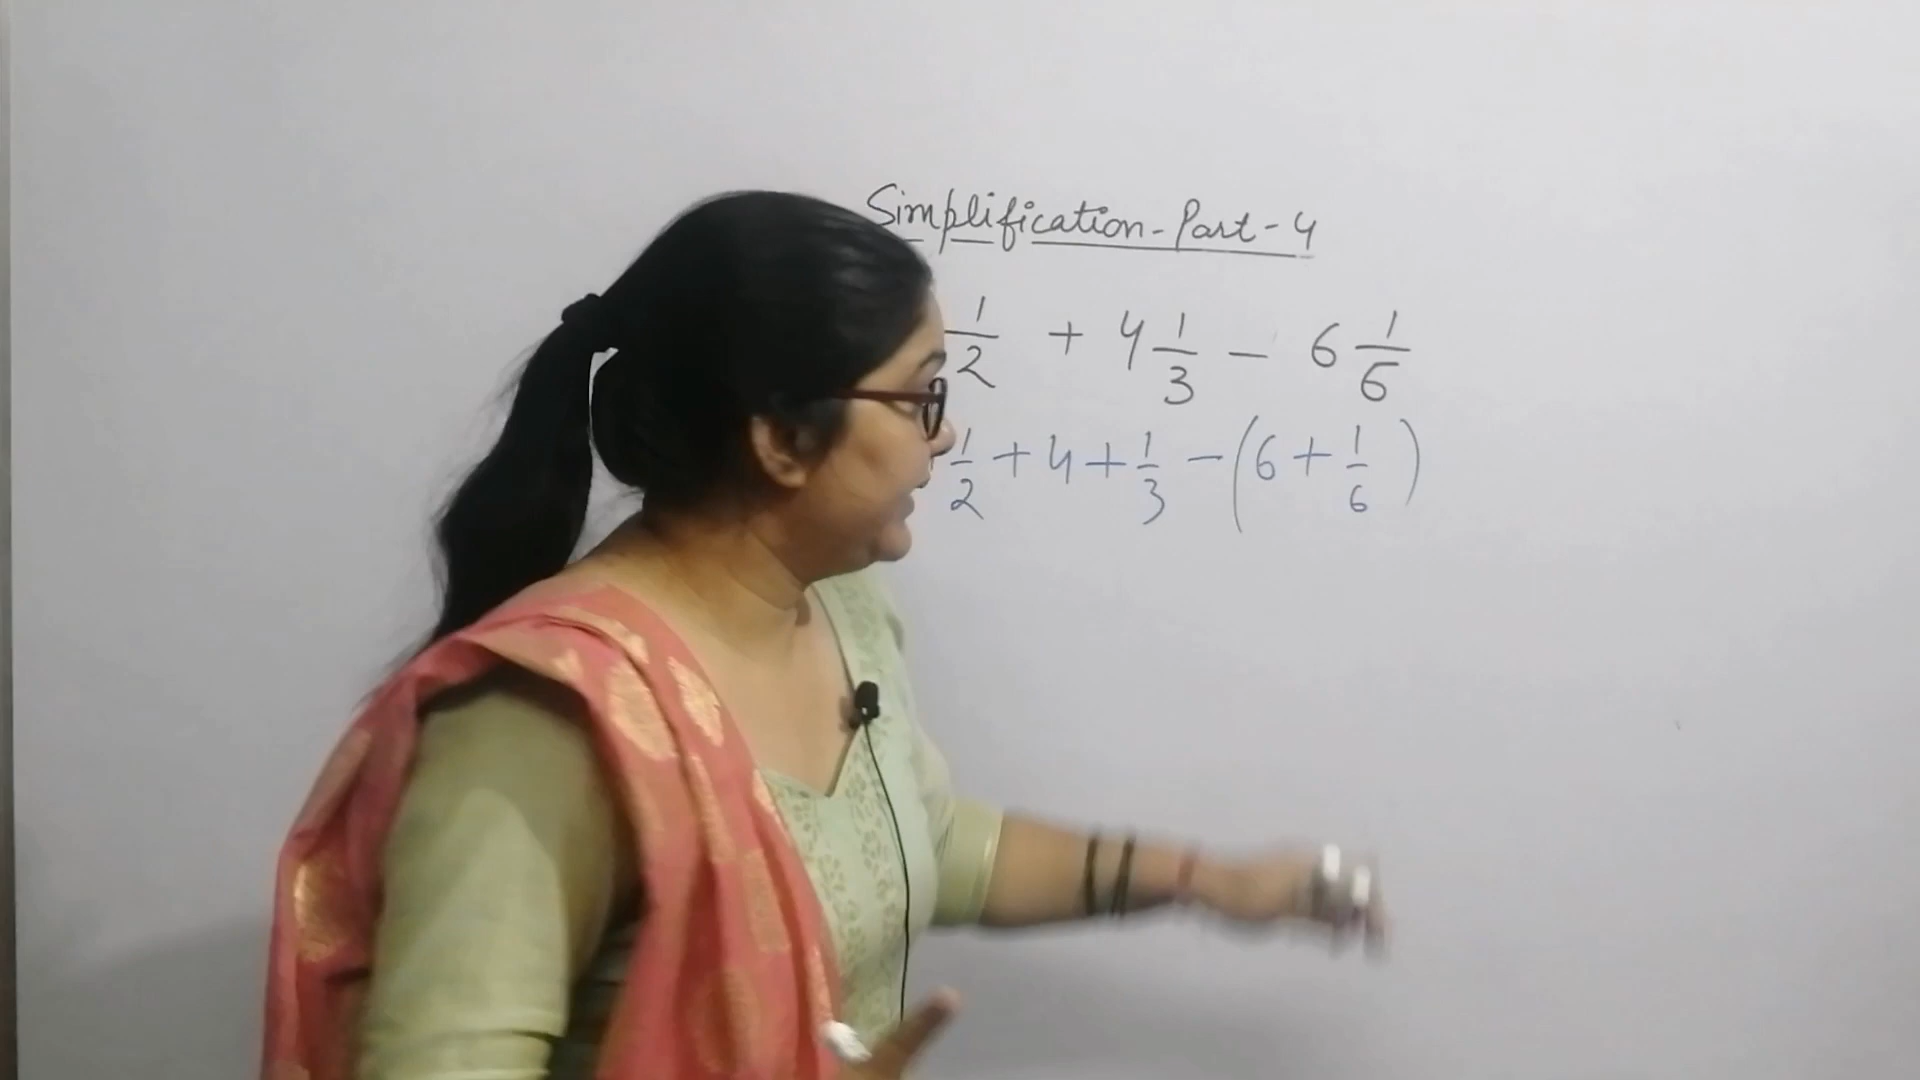 Simplification - Part - 4
1/2 + 4 1/3 - 6 1/6
1/2 + 4 + 1/3 - (6 + 1/6)